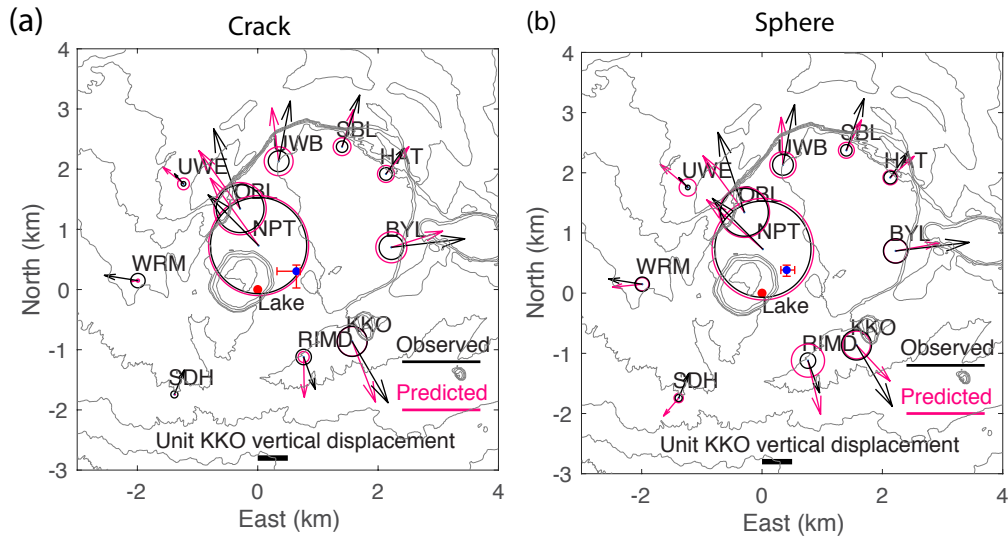 (a)
Crack
4
3
2
1
0
-1
-2
-3
North (km)
-2
0
2
4
East (km)
UWB
SBL
HAT
UWE
OBL
NPT
BYL
WRM
Lake
KKO
RIMD
SDH
Observed
Predicted
Unit KKO vertical displacement
(b)
Sphere
4
3
2
1
0
-1
-2
-3
North (km)
-2
0
2
4
East (km)
UWB
SBL
HAT
UWE
OBL
NPT
BYL
WRM
Lake
KKO
RIMD
SDH
Observed
Predicted
Unit KKO vertical displacement